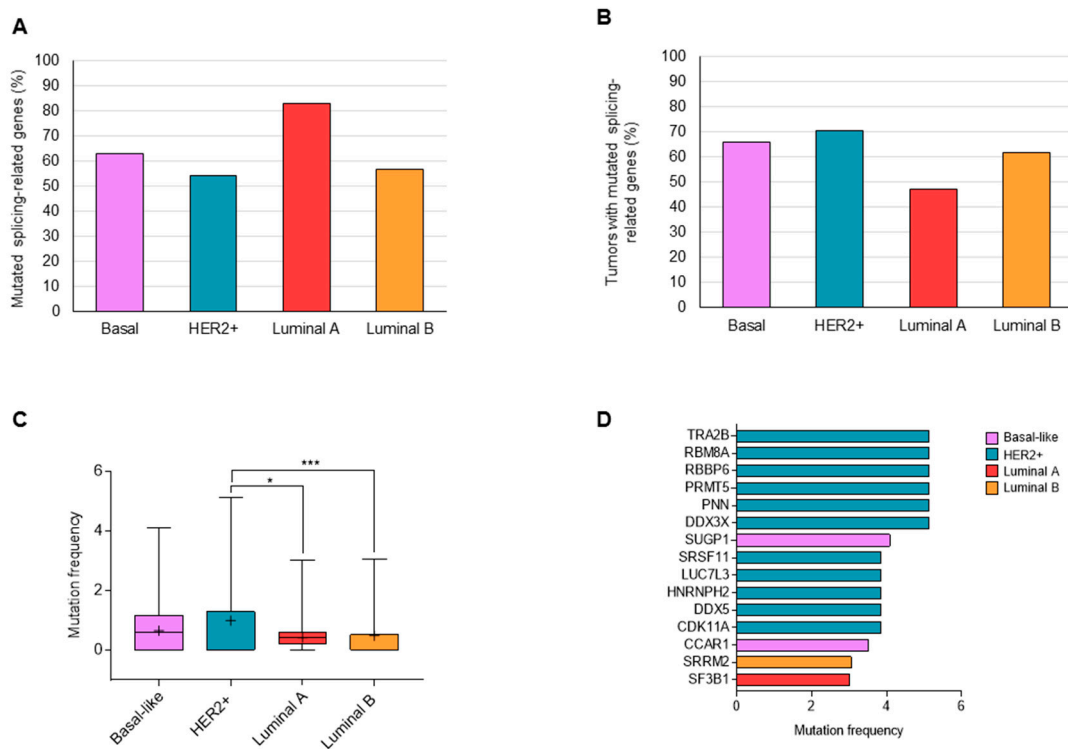 A
Mutated splicing-related genes (%)
100
90
80
70
60
50
40
30
20
10
0
Basal
HER2+
Luminal A
Luminal B
B
Tumors with mutated splicing-
related genes (%)
100
90
80
70
60
50
40
30
20
10
0
Basal
HER2+
Luminal A
Luminal B
C
Mutation frequency
6
4
2
0
***
*
Basal-like
HER2+
Luminal A
Luminal B
D
TRA2B
RBM8A
RBBP6
PRMT5
PNN
DDX3X
SUGP1
SRSF11
LUC7L3
HNRNPH2
DDX5
CDK11A
CCAR1
SRRM2
SF3B1
0
2
4
6
Mutation frequency
Basal-like
HER2+
Luminal A
Luminal B